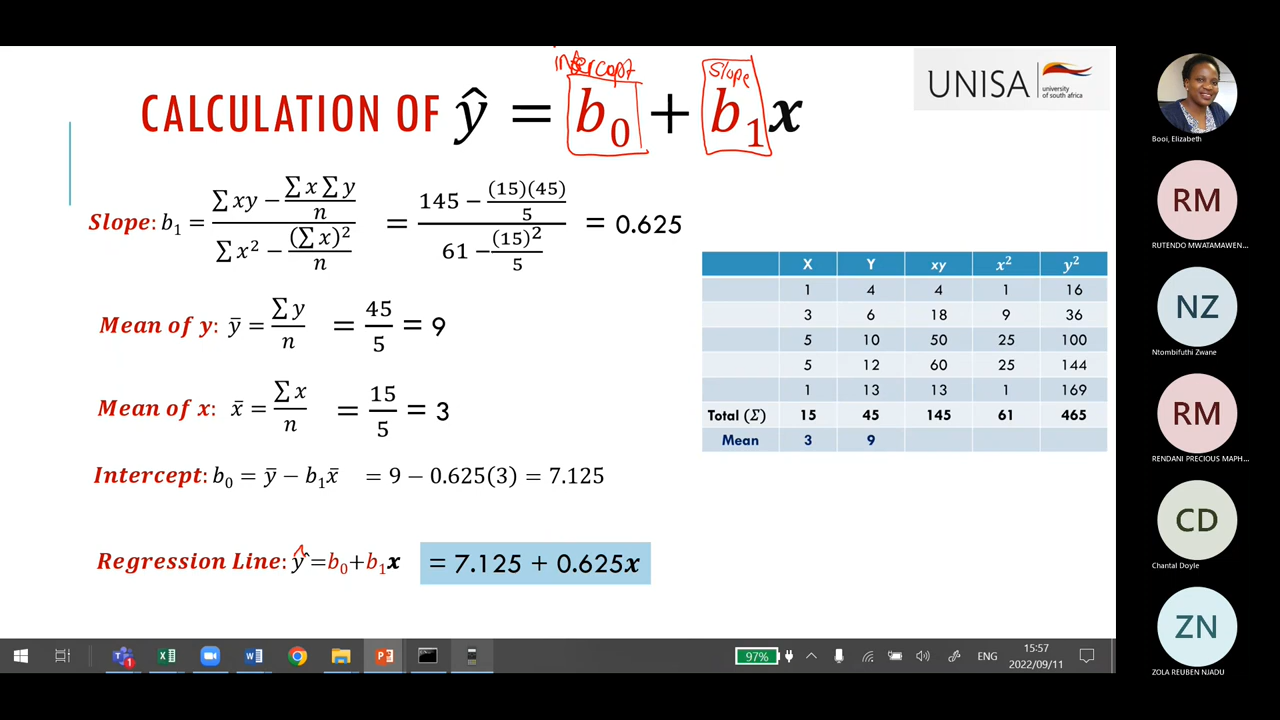 intercept
slope
CALCULATION OF ŷ = b₀ + b₁x
UNISA
university
of south africa
Slope: b₁ = (∑xy − (∑x∑y)/n) / (∑x² − (∑x)²/n) = (145 − (15)(45)/5) / (61 − (15)²/5) = 0.625
Mean of y: ȳ = ∑y/n = 45/5 = 9
Mean of x: x̄ = ∑x/n = 15/5 = 3
Intercept: b₀ = ȳ − b₁x̄ = 9 − 0.625(3) = 7.125
Regression Line: ŷ=b₀+b₁x = 7.125 + 0.625x
X Y xy x² y²
1 4 4 1 16
3 6 18 9 36
5 10 50 25 100
5 12 60 25 144
1 13 13 1 169
Total (Σ) 15 45 145 61 465
Mean 3 9
Booi, Elizabeth
RM
RUTENDO MWATAMAWEN...
NZ
Ntombifuthi Zwane
RM
RENDANI PRECIOUS MAPH...
CD
Chantal Doyle
ZN
ZOLA REUBEN NJADU
1
97%
ENG
15:57
2022/09/11